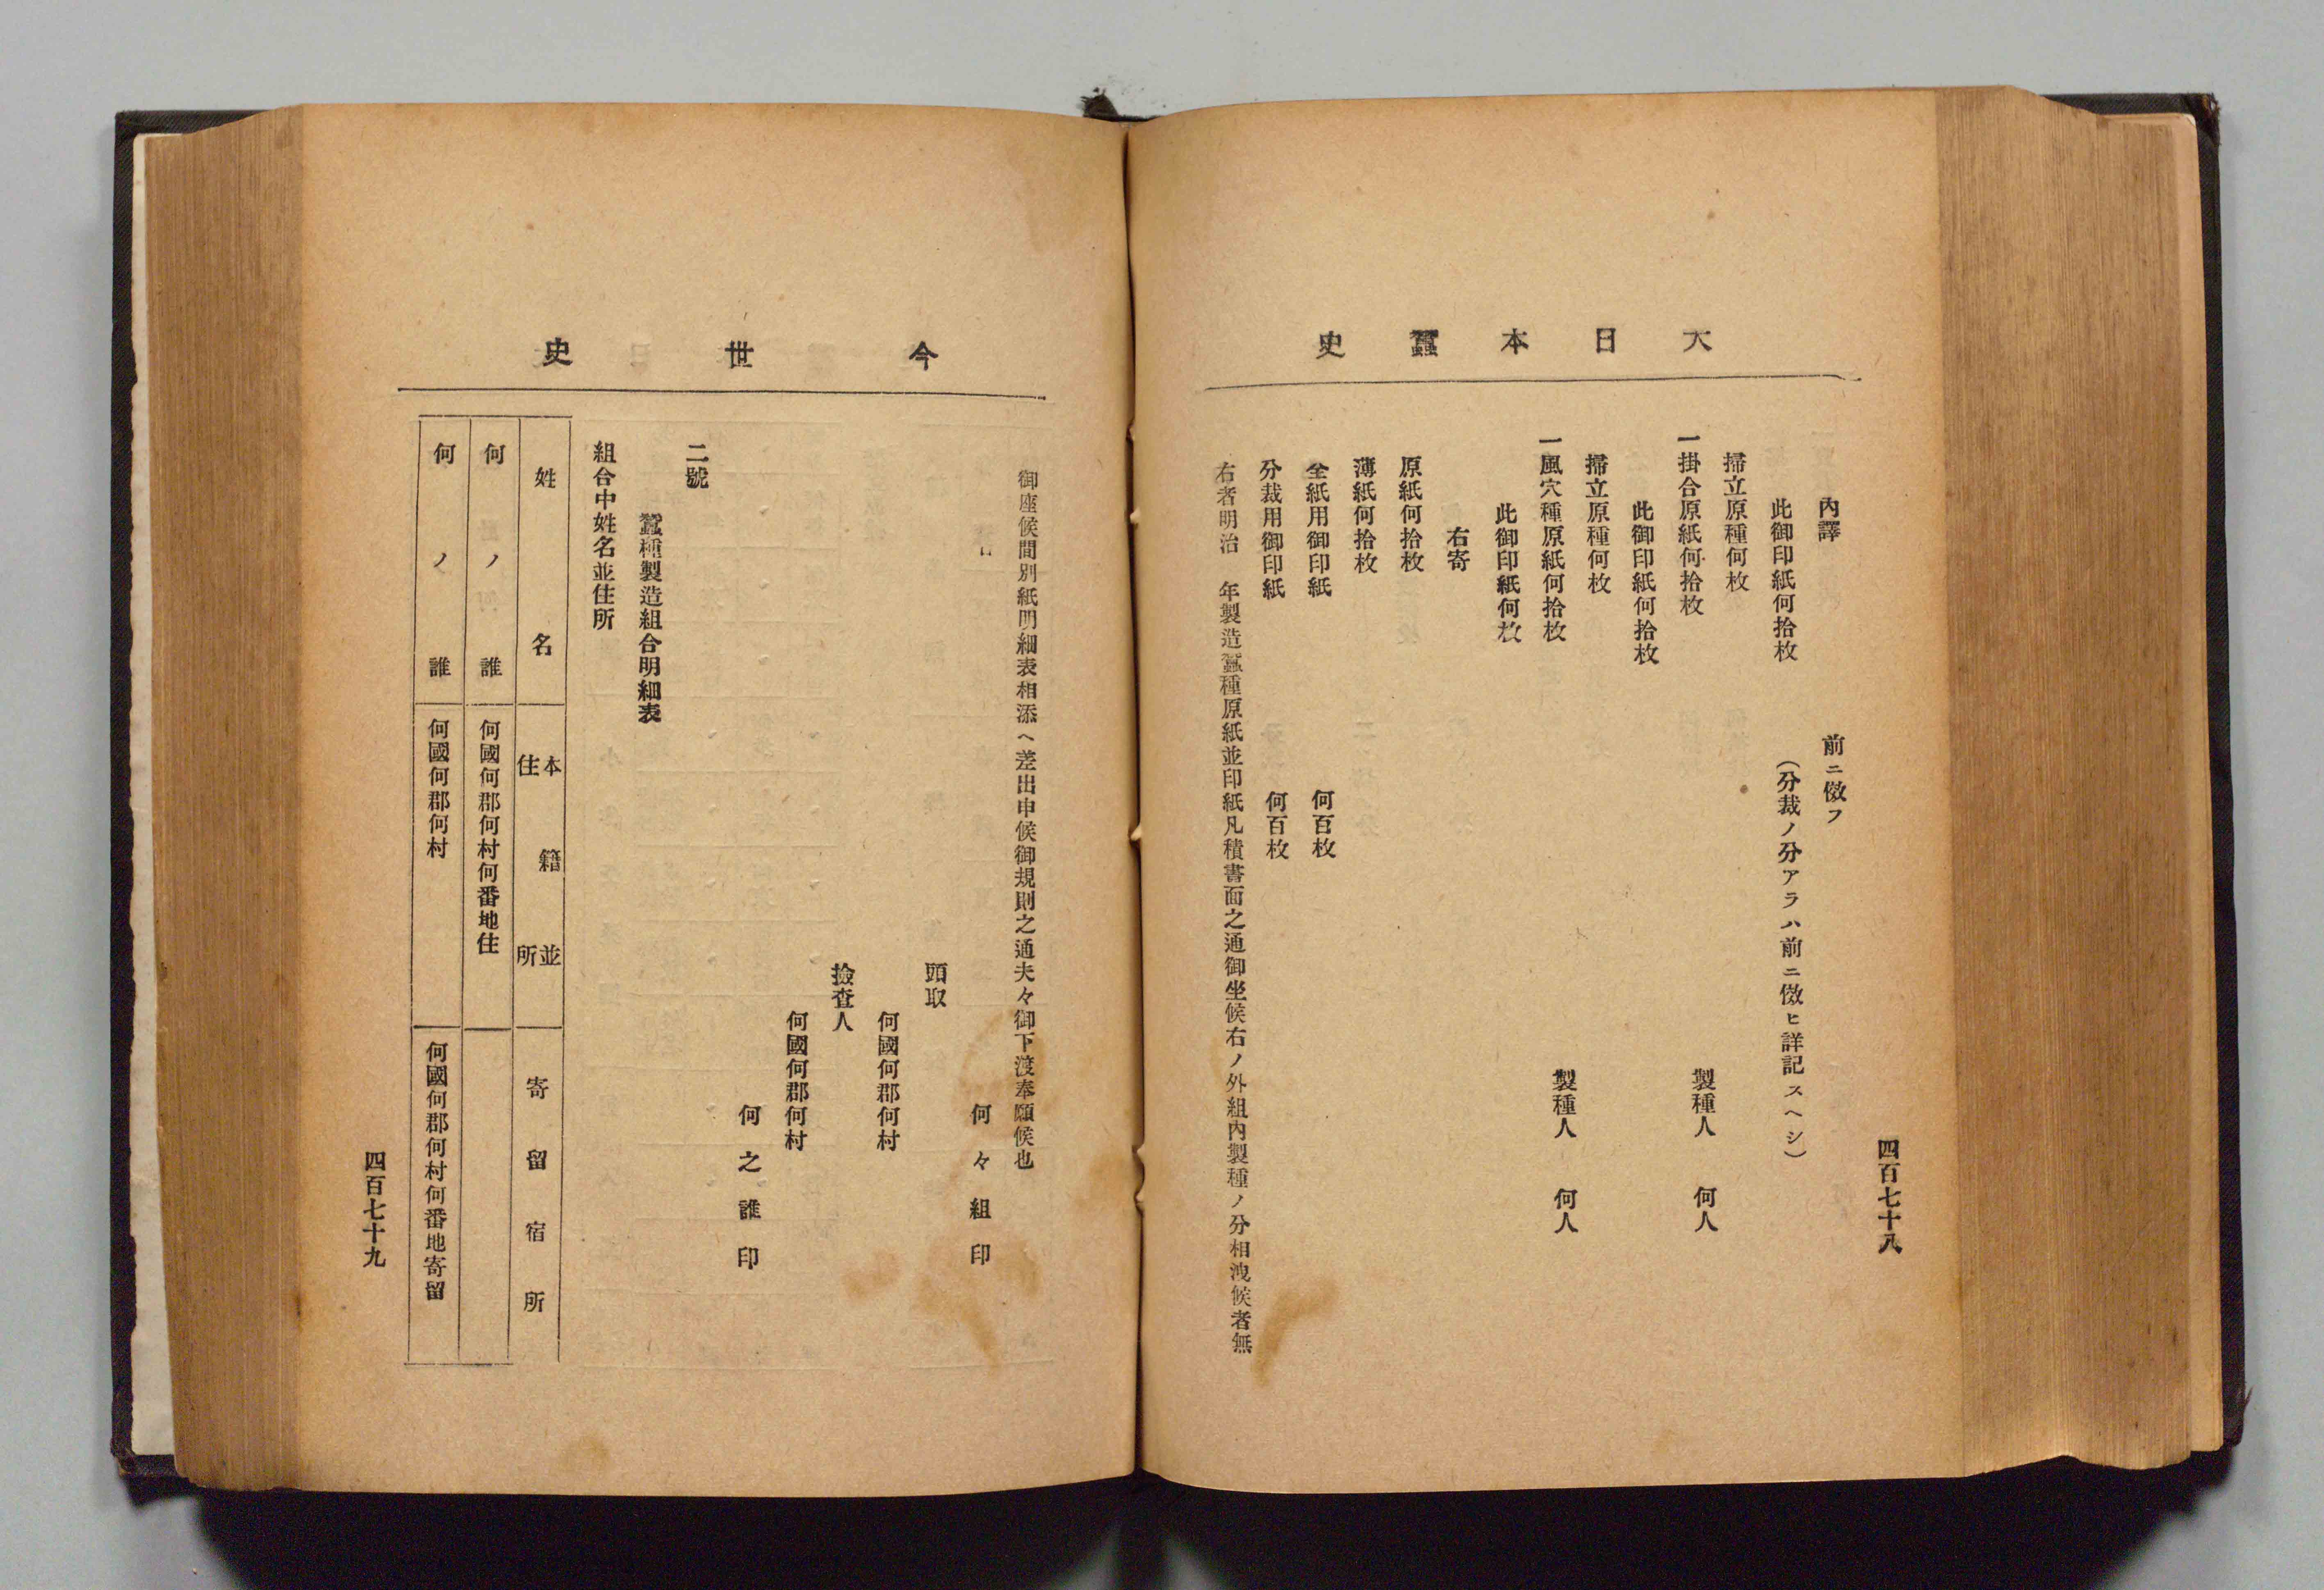 大日本蠶史
四百七十八
內譯　前ニ傚フ
此御印紙何拾枚　（分裁ノ分アラハ前ニ傚ヒ詳記スヘシ）
掃立原種何枚
一掛合原紙何拾枚　製種人　何人
此御印紙何拾枚
掃立原種何枚
一風穴種原紙何拾枚　製種人　何人
此御印紙何枚
右寄
原紙何拾枚
薄紙何拾枚
全紙用御印紙　何百枚
分裁用御印紙　何百枚
右者明治　年製造蠶種原紙並印紙凡積書面之通御坐候右ノ外組內製種ノ分相洩候者無
今世史
御座候間別紙明細表相添ヘ差出申候御規則之通夫々御下渡奉願候也
何々組印
頭取
何國何郡何村
撿查人
何國何郡何村
何之誰印
二號
蠶種製造組合明細表
組合中姓名並住所
姓名　本籍並住所　寄留宿所
何ノ誰　何國何郡何村何番地住
何ノ誰　何國何郡何村　何國何郡何村何番地寄留
四百七十九